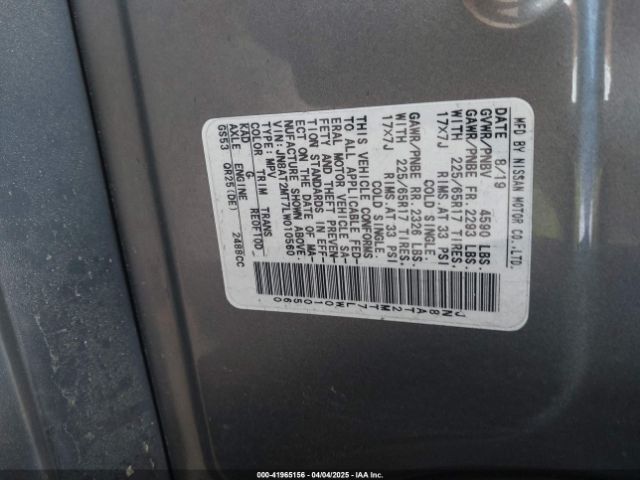 MFD BY NISSAN MOTOR CO.,LTD.
DATE 8/19
GVWR/PNBV 4590 LBS.
GAWR/PNBE FR. 2293 LBS.
WITH 225/65R17 TIRES.
17X7J RIMS.AT 33 PSI
COLD SINGLE.
GAWR/PNBE RR. 2326 LBS.
WITH 225/65R17 TIRES.
17X7J RIMS.AT 33 PSI
COLD SINGLE.
THIS VEHICLE CONFORMS
TO ALL APPLICABLE FED-
ERAL MOTOR VEHICLE SA-
FETY AND THEFT PREVEN-
TION STANDARDS IN EFF-
ECT ON THE DATE OF MA-
NUFACTURE SHOWN ABOVE.
VIN:JN8AT2MT7LW010560
TYPE: MPV
COLOR TRIM TRANS
KAD G RE0F10D
AXLE ENGINE
GS53 QR25(DE) 2488CC
JN8AT2MT7LW010560
000-41965156 - 04/04/2025 - IAA Inc.